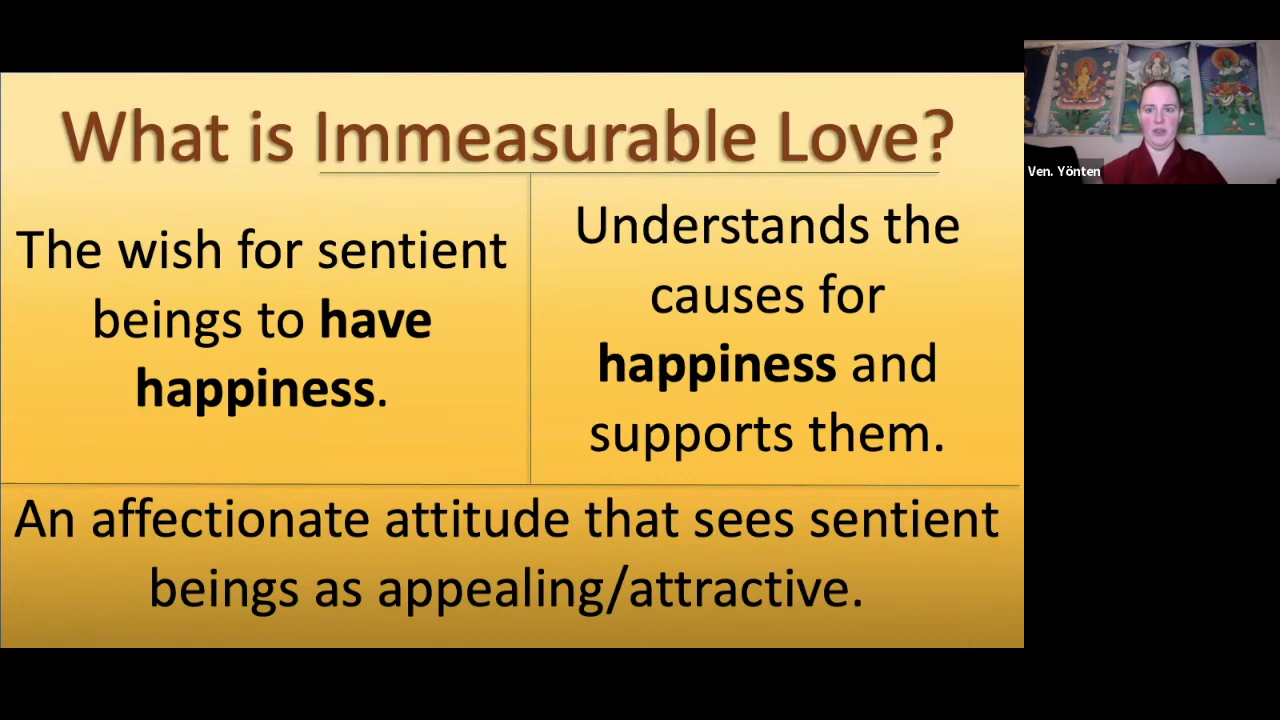 What is Immeasurable Love?
The wish for sentient
beings to have
happiness.
Understands the
causes for
happiness and
supports them.
An affectionate attitude that sees sentient
beings as appealing/attractive.
Ven. Yönten